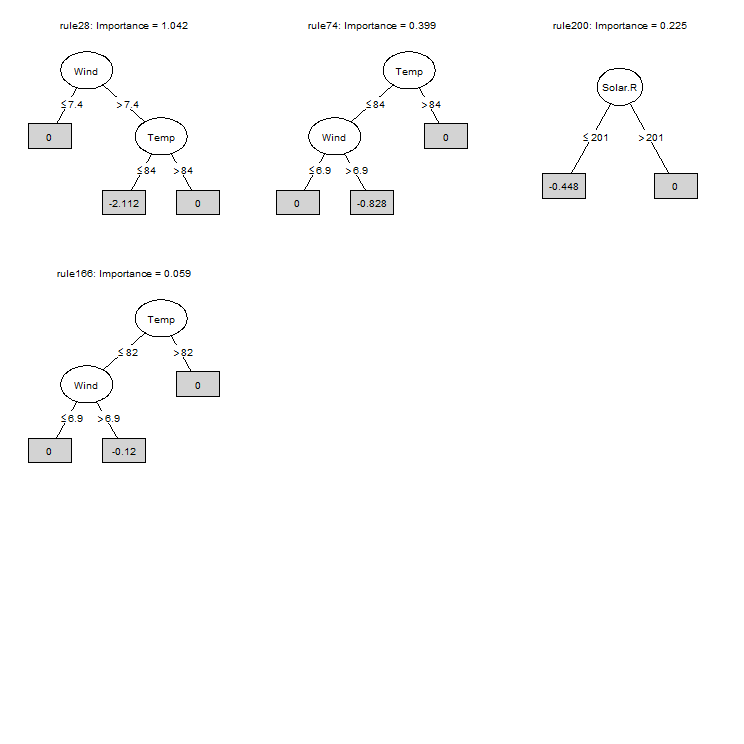 rule28: Importance = 1.042
Wind
≤7.4
>7.4
0
Temp
≤84
>84
-2.112
0
rule74: Importance = 0.399
Temp
≤84
>84
Wind
0
≤6.9
>6.9
0
-0.828
rule200: Importance = 0.225
Solar.R
≤201
>201
-0.448
0
rule166: Importance = 0.059
Temp
≤82
>82
Wind
0
≤6.9
>6.9
0
-0.12